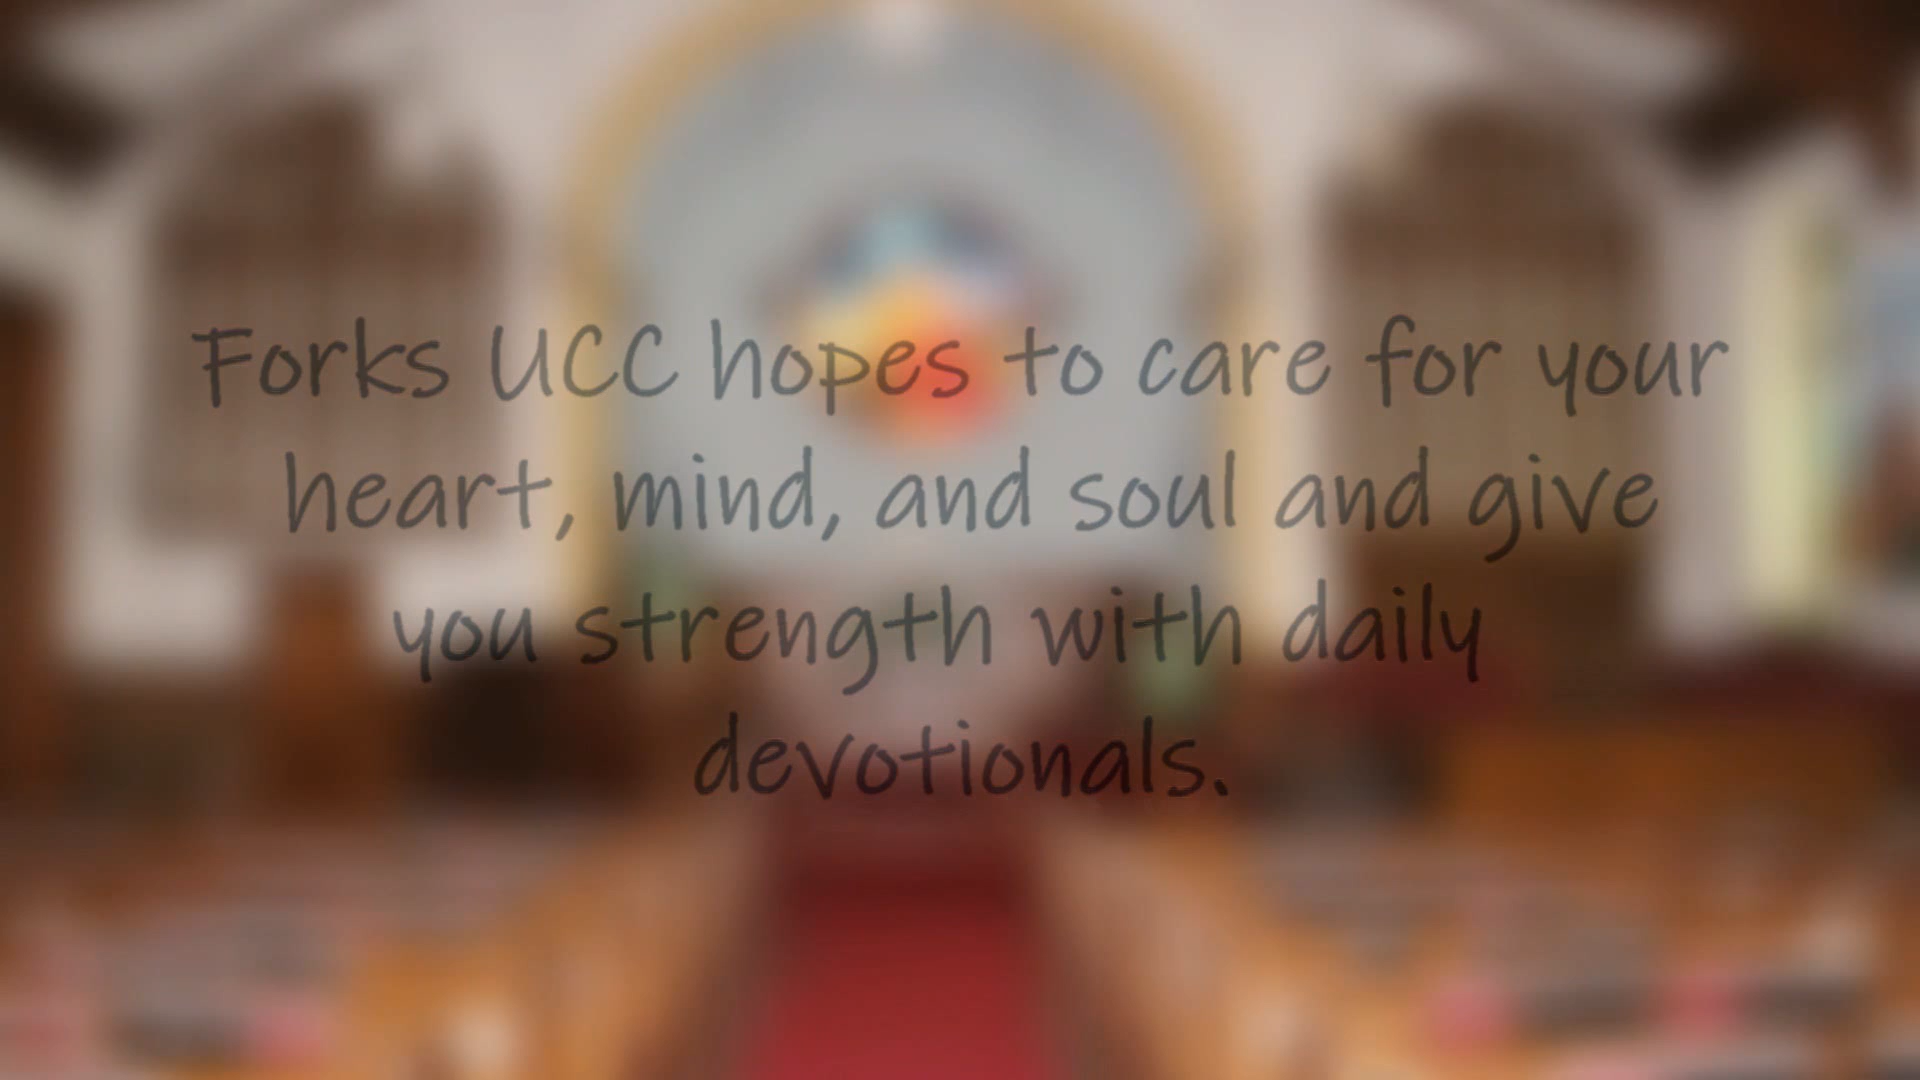 Forks UCC hopes to care for your
heart, mind, and soul and give
you strength with daily
devotionals.